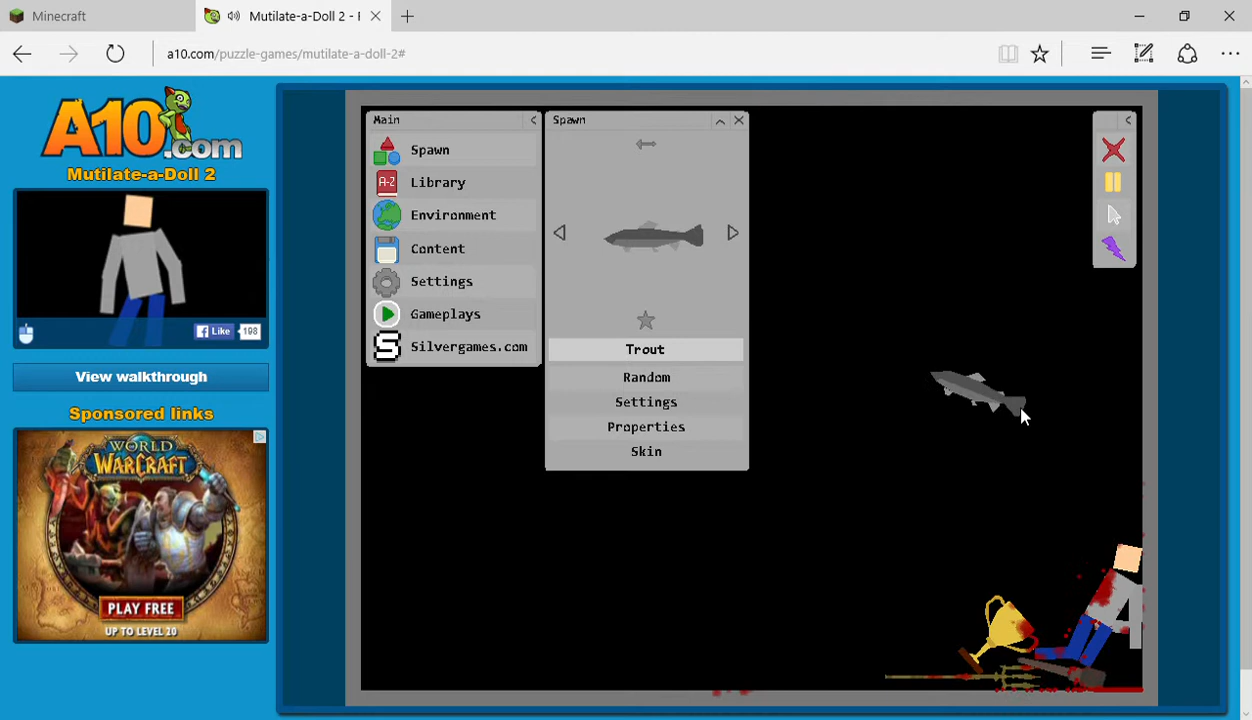 Minecraft
Mutilate-a-Doll 2 - F
a10.com/puzzle-games/mutilate-a-doll-2#
A10.com
Mutilate-a-Doll 2
Like 198
View walkthrough
Sponsored links
WORLD OF WARCRAFT
PLAY FREE
UP TO LEVEL 20
Main
Spawn
A-Z Library
Environment
Content
Settings
Gameplays
S Silvergames.com
Spawn
Trout
Random
Settings
Properties
Skin